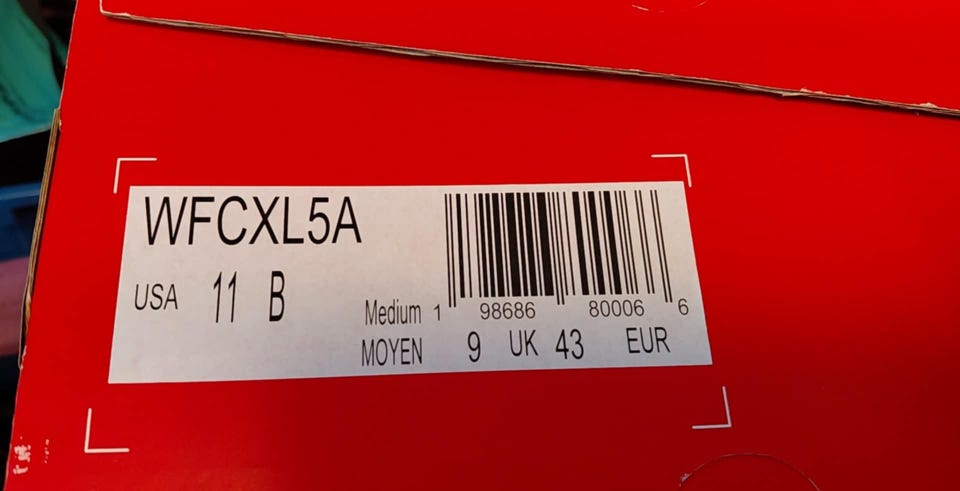 WFCXL5A
USA 11 B
Medium 1 98686 80006 6
MOYEN 9 UK 43 EUR